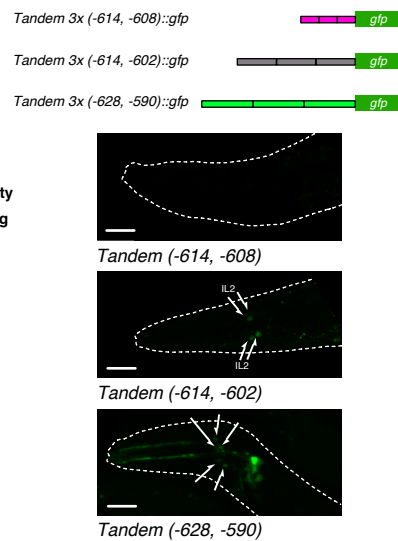 Tandem 3x (-614, -608)::gfp gfp
Tandem 3x (-614, -602)::gfp gfp
Tandem 3x (-628, -590)::gfp gfp
ty
g
Tandem (-614, -608)
IL2
IL2
Tandem (-614, -602)
Tandem (-628, -590)